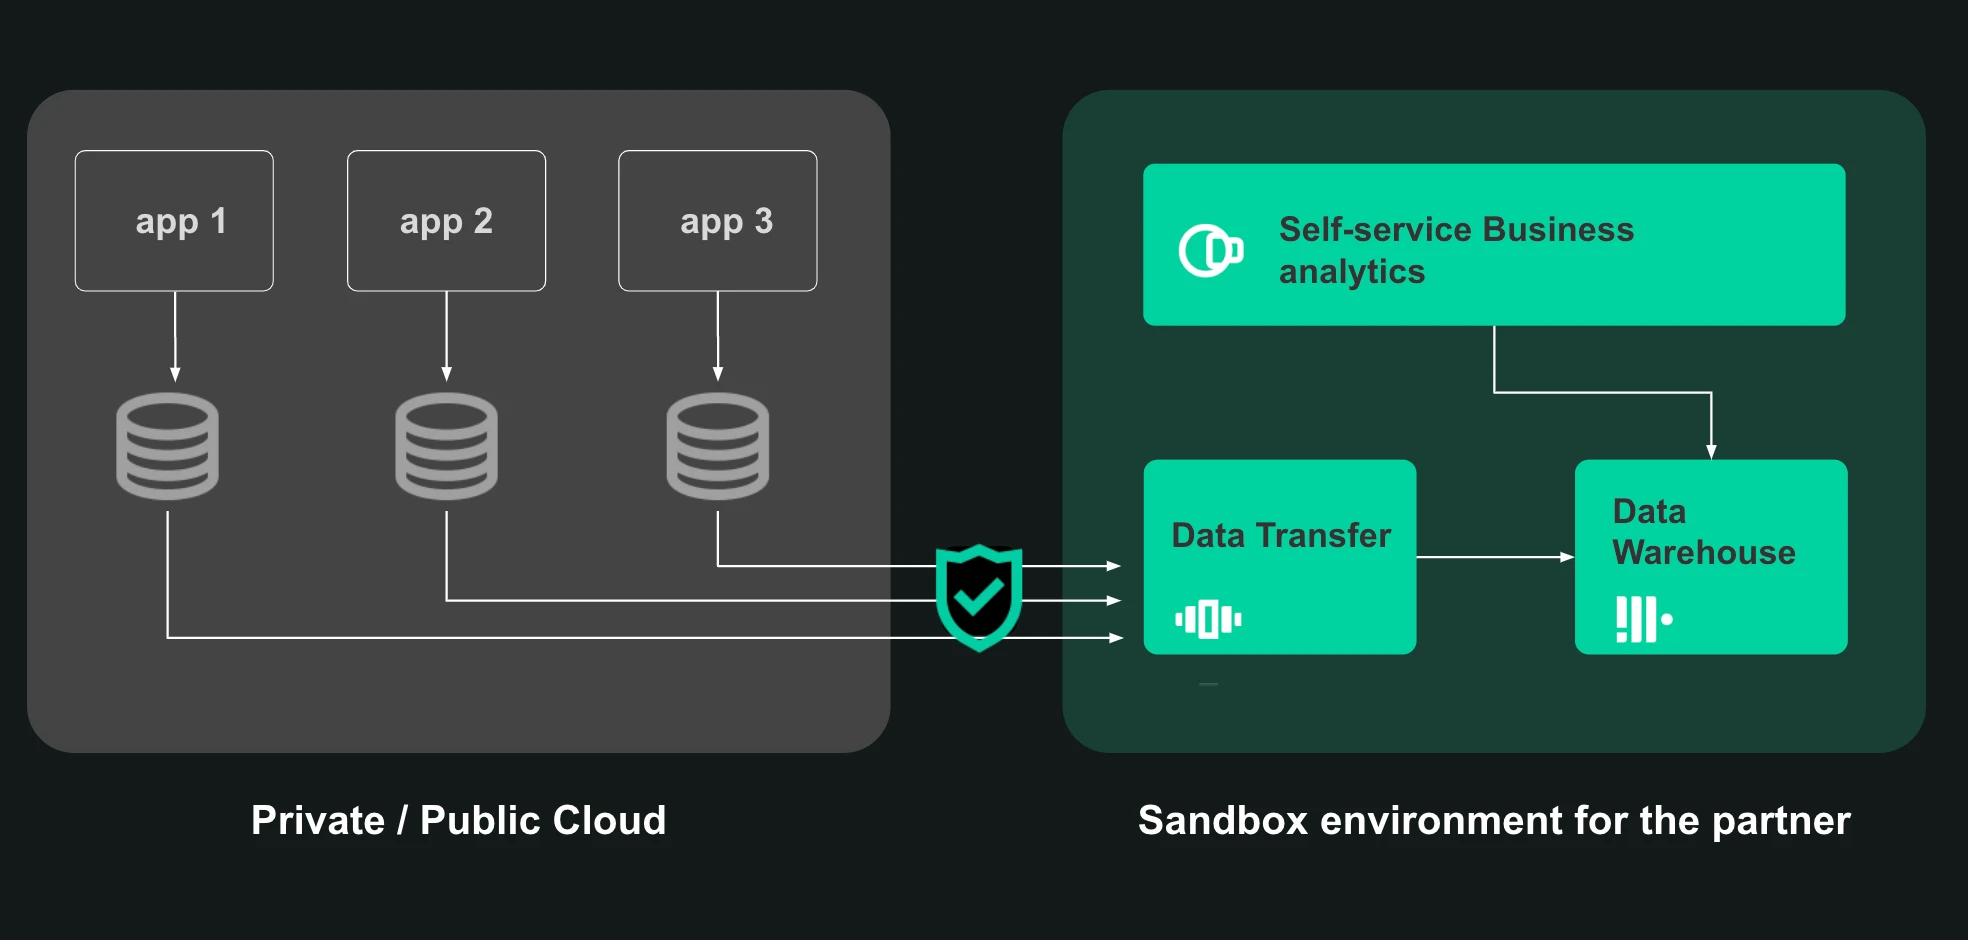 app 1
app 2
app 3
Self-service Business
analytics
Data Transfer
Data
Warehouse
Private / Public Cloud
Sandbox environment for the partner